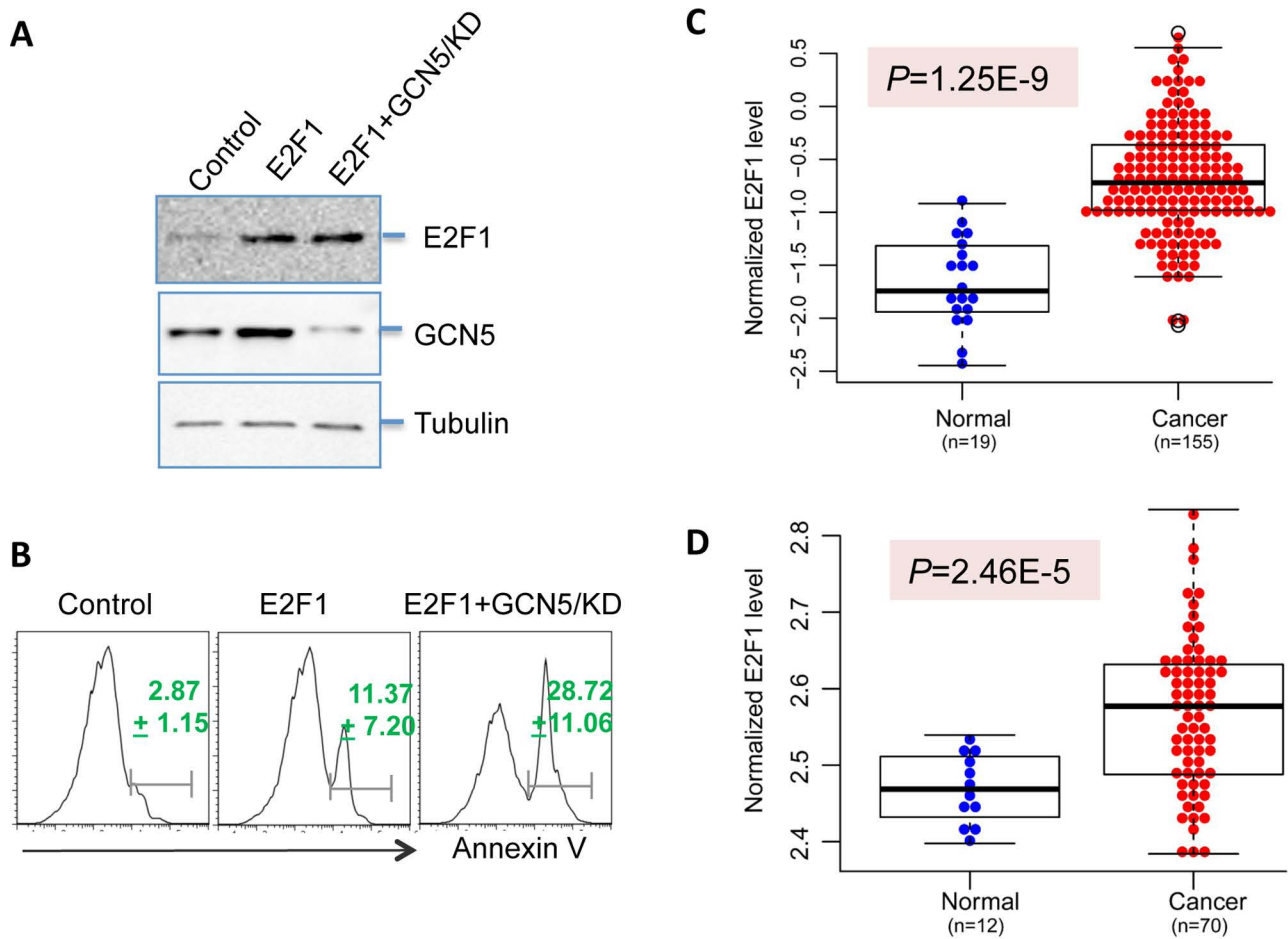 A
Control
E2F1
E2F1+GCN5/KD
E2F1
GCN5
Tubulin
B
Control
E2F1
E2F1+GCN5/KD
2.87
± 1.15
11.37
± 7.20
28.72
±11.06
Annexin V
C
P=1.25E-9
Normalized E2F1 level
0.5
0.0
−0.5
−1.0
−1.5
−2.0
−2.5
Normal
(n=19)
Cancer
(n=155)
D
P=2.46E-5
Normalized E2F1 level
2.8
2.7
2.6
2.5
2.4
Normal
(n=12)
Cancer
(n=70)